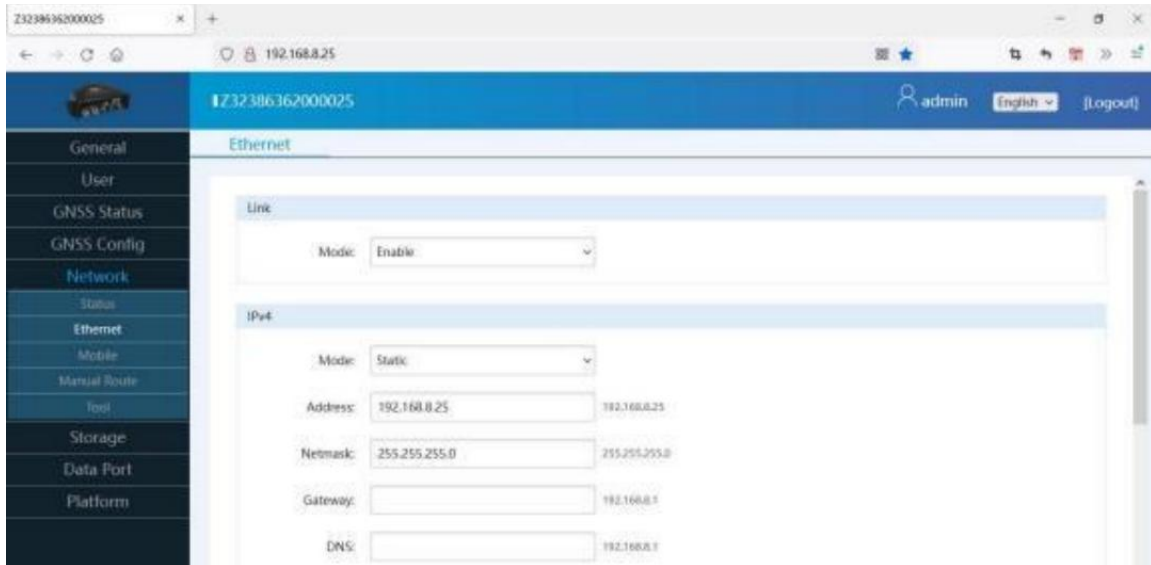 Z32386362000025
192.168.8.25
Z32386362000025
admin
English
[Logout]
General
User
GNSS Status
GNSS Config
Network
Status
Ethernet
Mobile
Manual Route
Tool
Storage
Data Port
Platform
Ethernet
Link
Mode: Enable
IPv4
Mode: Static
Address: 192.168.8.25 192.168.8.25
Netmask: 255.255.255.0 255.255.255.0
Gateway: 192.168.8.1
DNS: 192.168.8.1